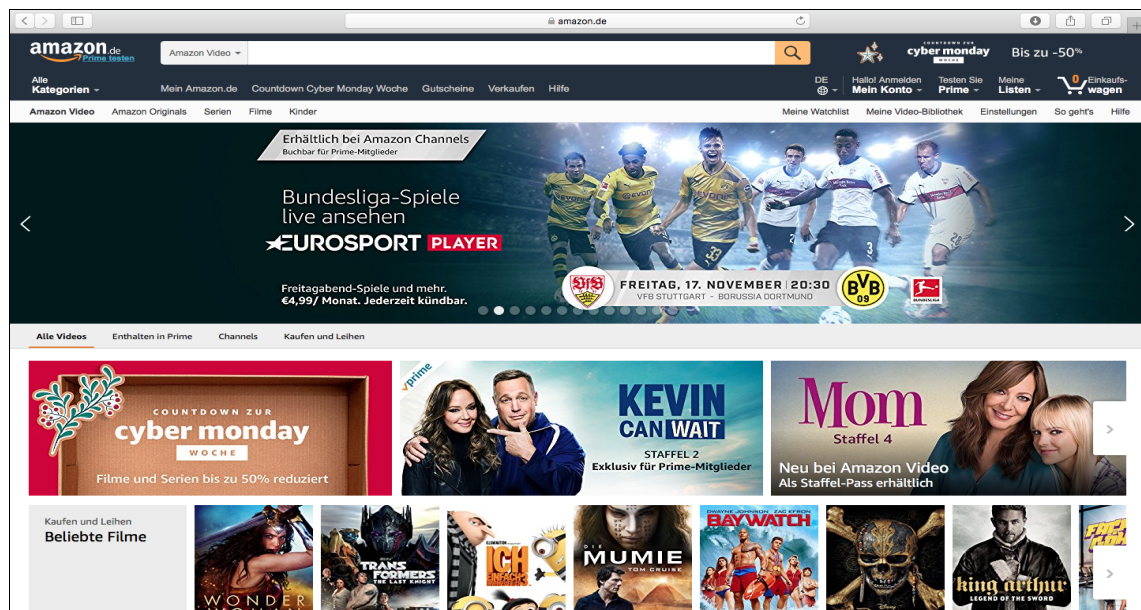 amazon.de
amazon.de
Prime testen
Amazon Video
COUNTDOWN ZUR
cyber monday
WOCHE
Bis zu -50%
Alle
Kategorien
Mein Amazon.de
Countdown Cyber Monday Woche
Gutscheine
Verkaufen
Hilfe
DE
Hallo! Anmelden
Mein Konto
Testen Sie
Prime
Meine
Listen
0
Einkaufs-
wagen
Amazon Video
Amazon Originals
Serien
Filme
Kinder
Meine Watchlist
Meine Video-Bibliothek
Einstellungen
So geht's
Hilfe
Erhältlich bei Amazon Channels
Buchbar für Prime-Mitglieder
Bundesliga-Spiele
live ansehen
EUROSPORT PLAYER
Freitagabend-Spiele und mehr.
€4,99/ Monat. Jederzeit kündbar.
VfB
FREITAG, 17. NOVEMBER | 20:30
VFB STUTTGART - BORUSSIA DORTMUND
BVB
09
BUNDESLIGA
Alle Videos
Enthalten in Prime
Channels
Kaufen und Leihen
COUNTDOWN ZUR
cyber monday
WOCHE
Filme und Serien bis zu 50% reduziert
prime
KEVIN
CAN WAIT
STAFFEL 2
Exklusiv für Prime-Mitglieder
Mom
Staffel 4
Neu bei Amazon Video
Als Staffel-Pass erhältlich
Kaufen und Leihen
Beliebte Filme
WONDER
TRANSFORMERS
THE LAST KNIGHT
ICH
EINFACH
DIE
MUMIE
TOM CRUISE
DWAYNE JOHNSON ZAC EFRON
BAYWATCH
Disney
king arthur
LEGEND OF THE SWORD